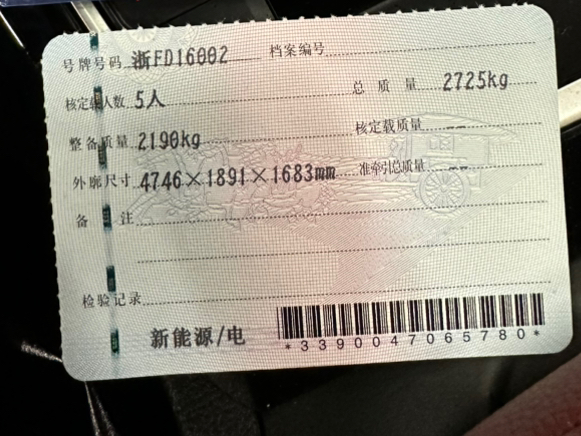 号牌号码 浙FD16002 档案编号
核定载人数 5人 总质量 2725kg
整备质量 2190kg 核定载质量 --
外廓尺寸 4746×1891×1683mm 准牵引总质量 --
备注
检验记录
新能源/电
*3390047065780*